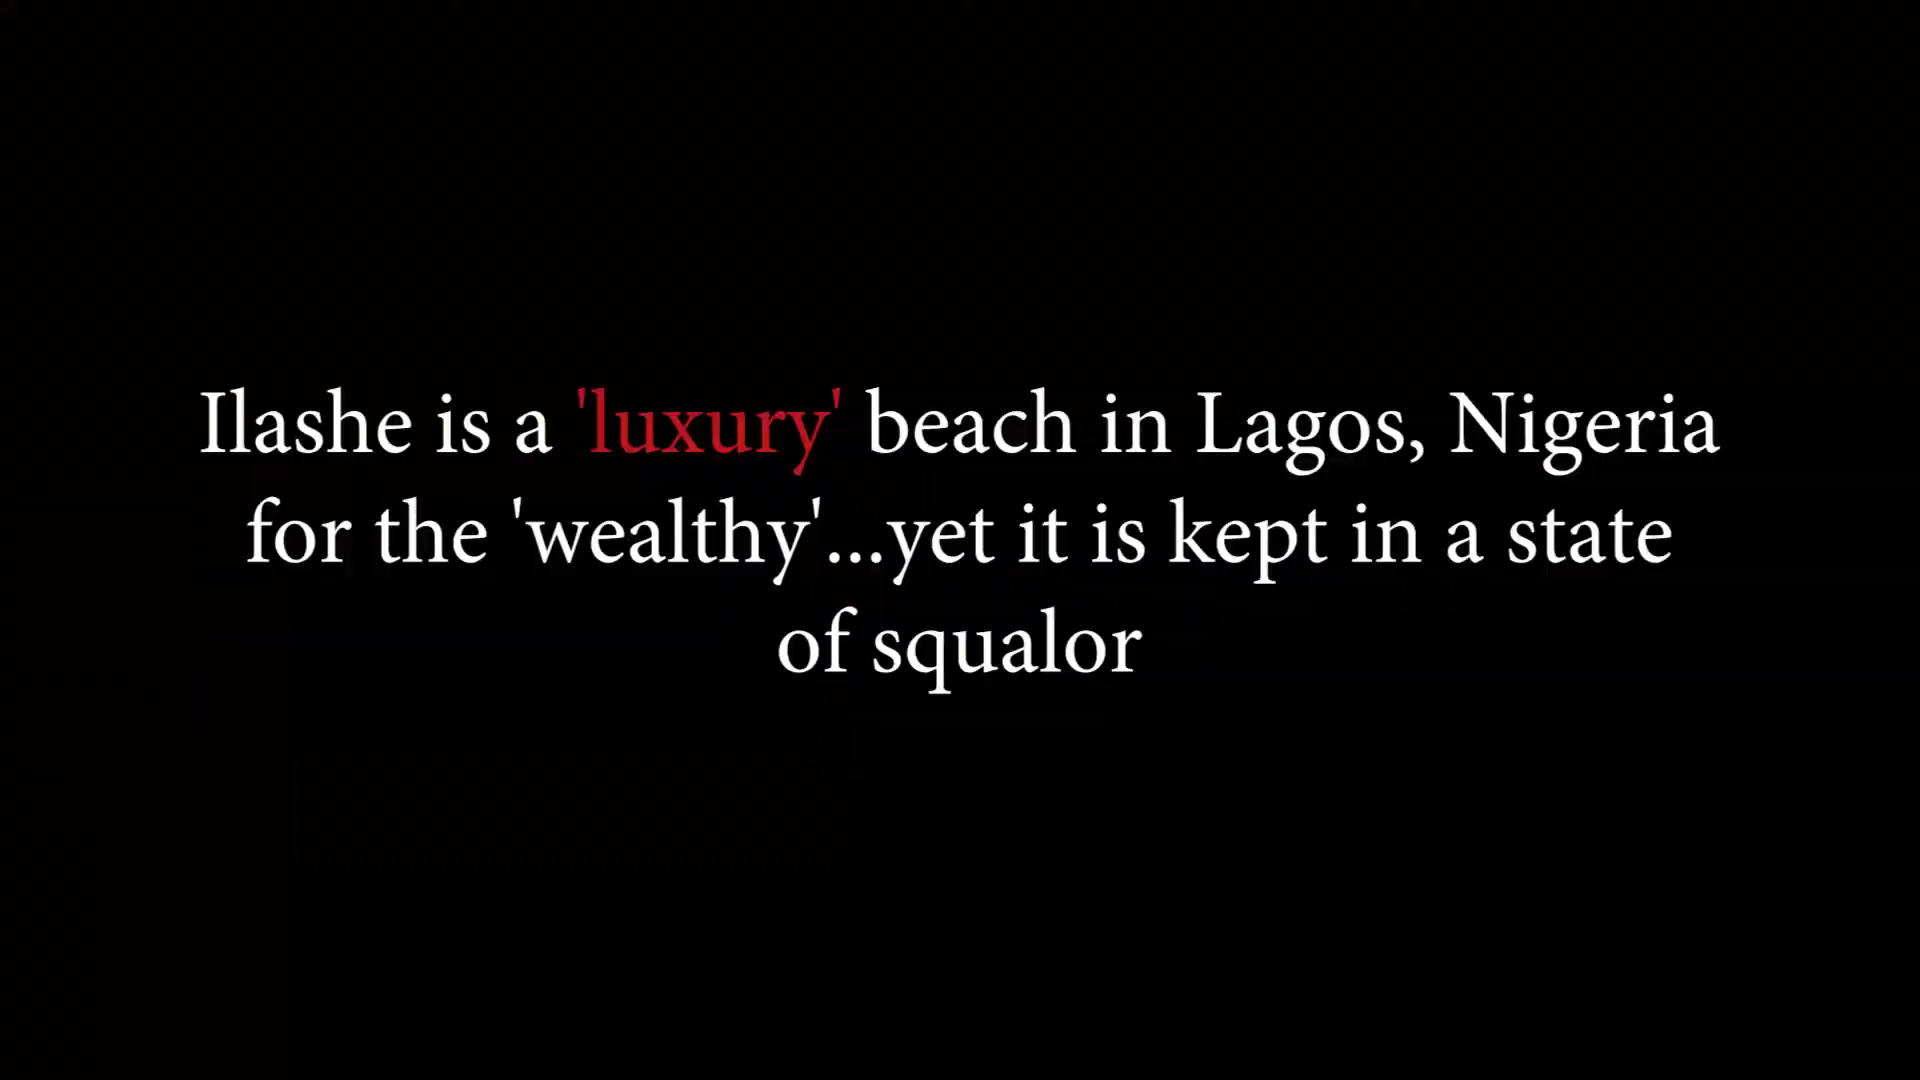 Ilashe is a 'luxury' beach in Lagos, Nigeria
for the 'wealthy'...yet it is kept in a state
of squalor